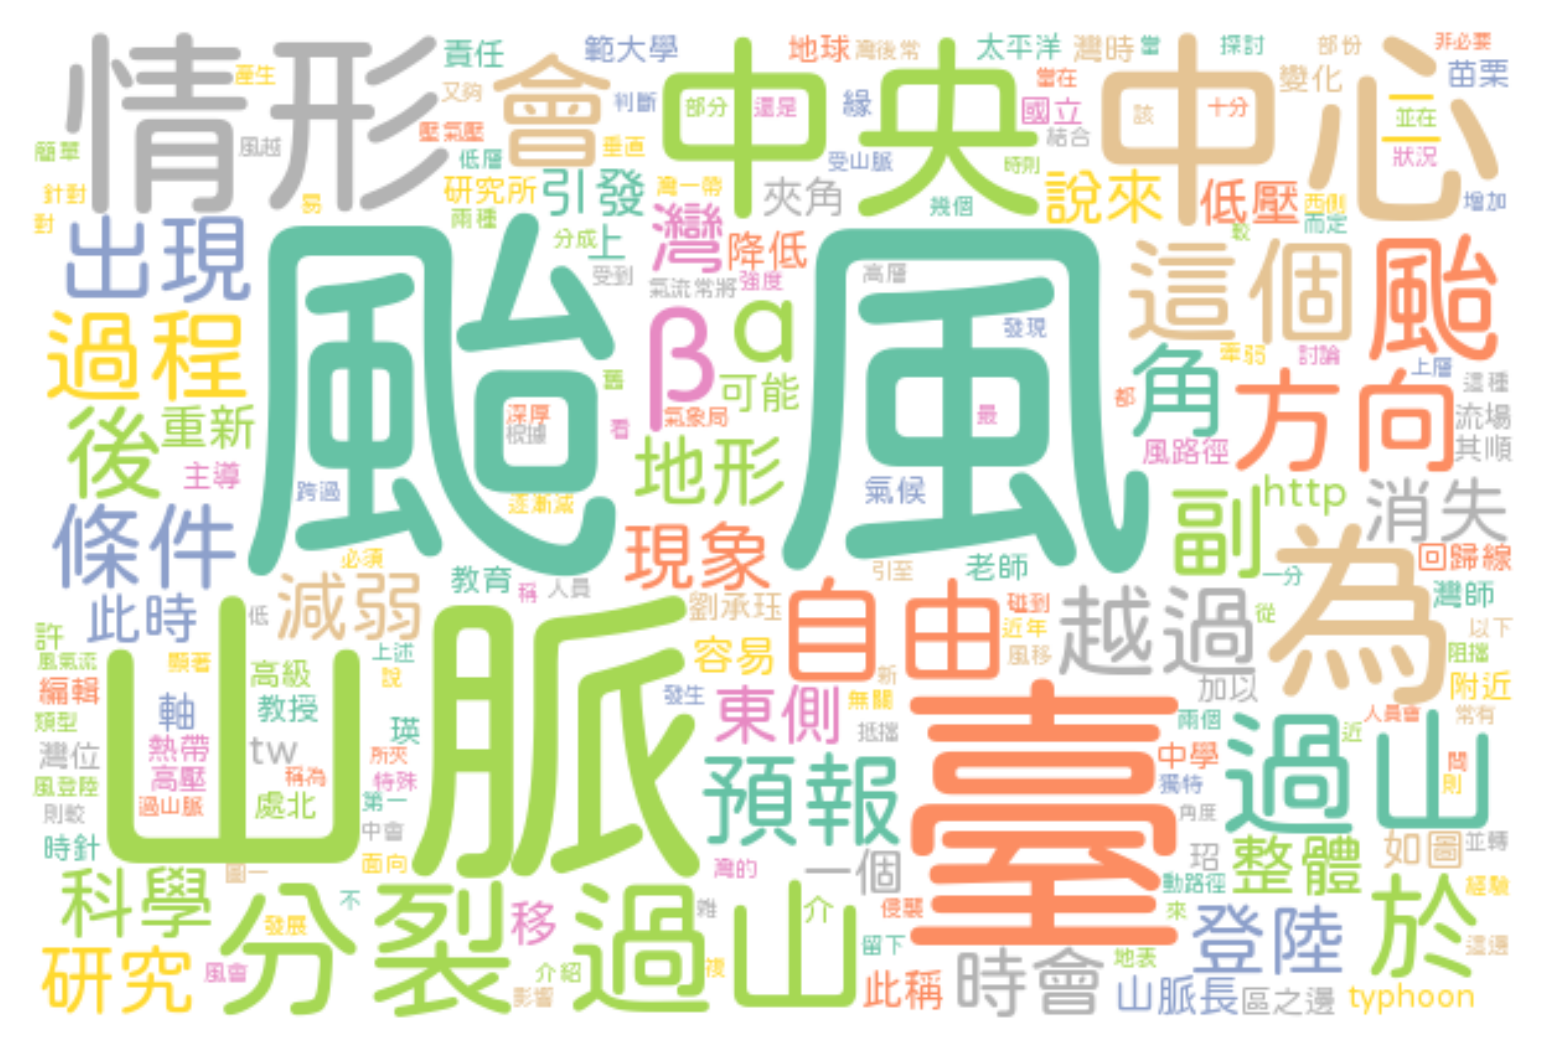 情形
責任
範大學
地球
灣後常
太平洋
灣時
當
探討
部份
非必要
產生
會
中央
中心
苗栗
變化
又夠
判斷
部分
還是
緣
當在
國立
該
十分
一
並在
簡單
風越
壓氣壓
低層
垂直
受山脈
結合
時則
狀況
針對
易
研究所
引發
灣一帶
夾角
幾個
說來
低壓
西側
而定
增加
對
兩種
出現
颱風
分成
上
灣
降低
較
這個
颱
受到
氣流常將
強度
高層
發現
過程
β
α
牽弱
討論
上層
舊
可能
角
方向
這種
後
重新
深厚
根據
看
氣象局
最
都
流場
主導
地形
風路徑
其順
跨過
逐漸減
氣候
副
http
消失
條件
必須
現象
引至
老師
一分
為
回歸線
教育
稱
人員
此時
低
減弱
劉承珏
自由
碰到
近年
越過
從
灣師
許
山脈
以下
風氣流
顯著
高級
上述
容易
風移
阻擋
編輯
說
新
加以
附近
類型
軸
教授
瑛
發生
東側
無關
臺
兩個
人員會
常有
灣位
熱帶
tw
所夾
抵擋
中學
過山
近
闆
高壓
稱為
特殊
預報
獨特
則
風登陸
過山脈
處北
第一
角度
則較
中會
時針
面向
灣的
一個
玿
整體
如圖
並轉
科學
圖一
動路徑
經驗
分裂過山
不
移
雜
介
侵襲
來
登陸
於
發展
留下
這邊
研究
風會
介紹
影響
複
此稱
時會
地表
山脈長
區之邊
typhoon